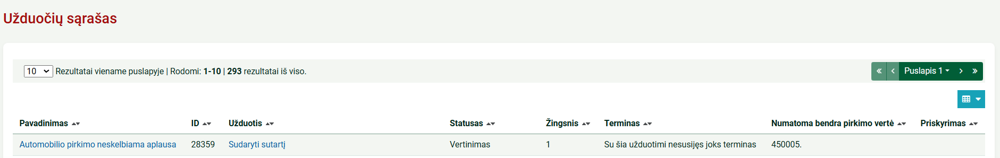 Užduočių sąrašas
10 Rezultatai viename puslapyje | Rodomi: 1-10 | 293 rezultatai iš viso.
« ‹ Puslapis 1 › »
Pavadinimas ID Užduotis Statusas Žingsnis Terminas Numatoma bendra pirkimo vertė Priskyrimas
Automobilio pirkimo neskelbiama aplausa 28359 Sudaryti sutartį Vertinimas 1 Su šia užduotimi nesusijęs joks terminas 450005.